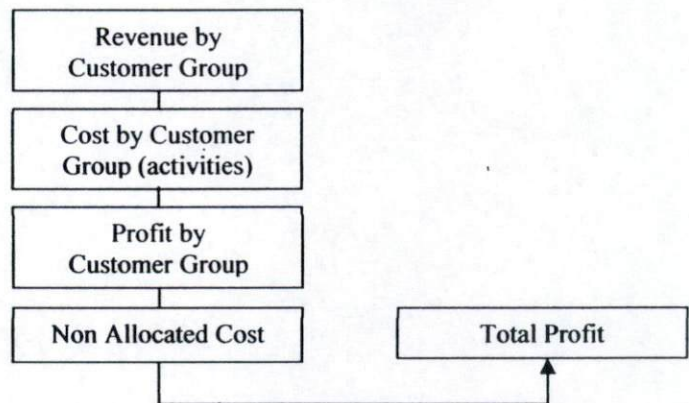 Revenue by
Customer Group
Cost by Customer
Group (activities)
Profit by
Customer Group
Non Allocated Cost
Total Profit